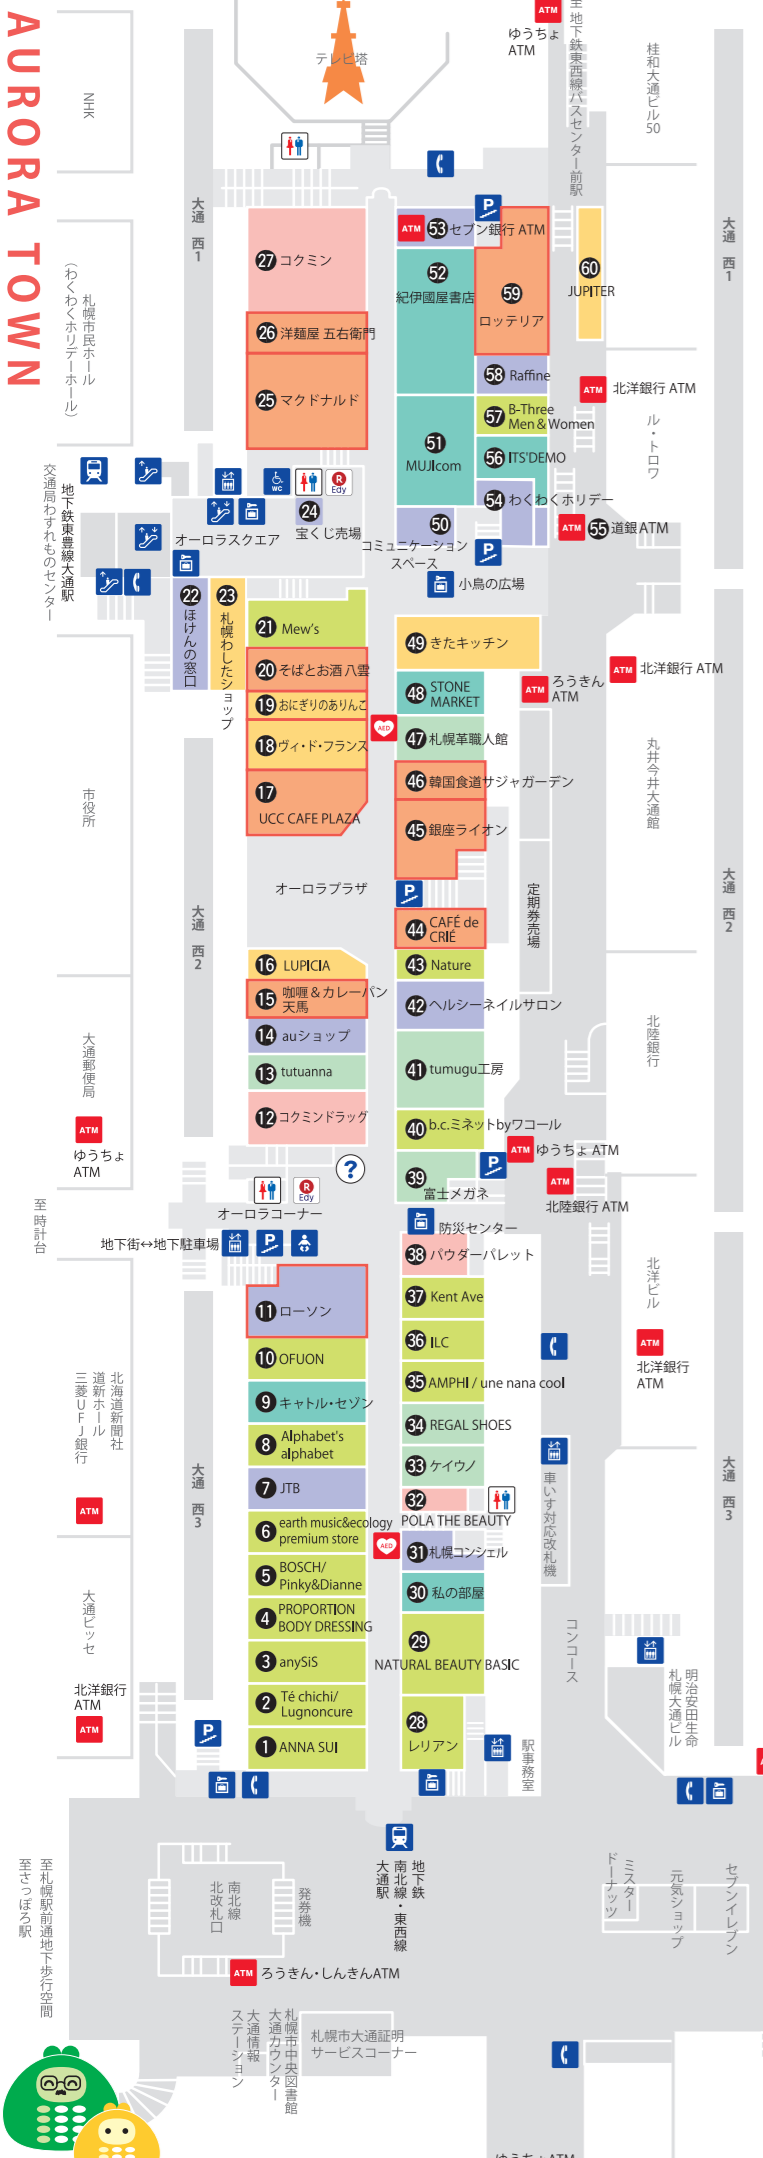 AURORA TOWN
テレビ塔
ATM
ゆうちょ
ATM
至 地下鉄東西線バスセンター前駅
桂和大通ビル50
NHK
大通 西1
大通 西1
札幌市民ホール
(わくわくホリデーホール)
27 コクミン
26 洋麺屋 五右衛門
25 マクドナルド
ATM
53 セブン銀行 ATM
P
52
紀伊國屋書店
59
ロッテリア
60
JUPITER
58 Raffine
57 B-Three
Men & Women
51
MUJIcom
56 ITS'DEMO
54 わくわくホリデー
ATM
北洋銀行 ATM
ル・トロワ
ATM
55 道銀ATM
50
コミュニケーション
スペース
P
小鳥の広場
WC
R
Edy
24
宝くじ売場
オーロラスクエア
地下鉄東豊線大通駅
交通局わすれものセンター
22 ほけんの窓口
23 札幌わしたショップ
21 Mew's
20 そばとお酒 八雲
19 おにぎりのありんこ
18 ヴィ・ド・フランス
17
UCC CAFE PLAZA
AED
49 きたキッチン
48 STONE
MARKET
ATM
ろうきん
ATM
ATM
北洋銀行 ATM
47 札幌革職人館
46 韓国食道サジャガーデン
45 銀座ライオン
P
44 CAFÉ de
CRIÉ
定期券売場
丸井今井大通館
市役所
オーロラプラザ
大通 西2
大通 西2
16 LUPICIA
15 咖喱&カレーパン
天馬
14 auショップ
13 tutuanna
12 コクミンドラッグ
43 Nature
42 ヘルシーネイルサロン
41 tumugu工房
40 b.c.ミネットbyワコール
39
富士メガネ
P
ATM
ゆうちょ ATM
ATM
北陸銀行 ATM
北陸銀行
大通郵便局
ATM
ゆうちょ
ATM
?
R
Edy
オーロラコーナー
至 時計台
地下街↔地下駐車場
P
防災センター
38 パウダーパレット
37 Kent Ave
36 ILC
35 AMPHI / une nana cool
34 REGAL SHOES
33 ケイウノ
32
POLA THE BEAUTY
31 札幌コンシェル
30 私の部屋
29
NATURAL BEAUTY BASIC
28
レリアン
11 ローソン
10 OFUON
9 キャトル・セゾン
8 Alphabet's
alphabet
7 JTB
6 earth music&ecology
premium store
5 BOSCH/
Pinky&Dianne
4 PROPORTION
BODY DRESSING
3 anySiS
2 Té chichi/
Lugnoncure
1 ANNA SUI
AED
北洋ビル
ATM
北洋銀行
ATM
北海道新聞社
道新ホール
三菱UFJ銀行
ATM
大通 西3
大通 西3
車いす対応改札機
コンコース
大通ビッセ
北洋銀行
ATM
ATM
P
駅事務室
明治安田生命
札幌大通ビル
地下鉄
南北線・東西線
大通駅
南北線
北改札口
発券機
ミスター
ドーナッツ
元気ショップ
セブンイレブン
至札幌駅前通地下歩行空間
至さっぽろ駅
ATM
ろうきん・しんきんATM
札幌市中央図書館
大通カウンター
大通情報
ステーション
札幌市大通証明
サービスコーナー
ゆうちょATM